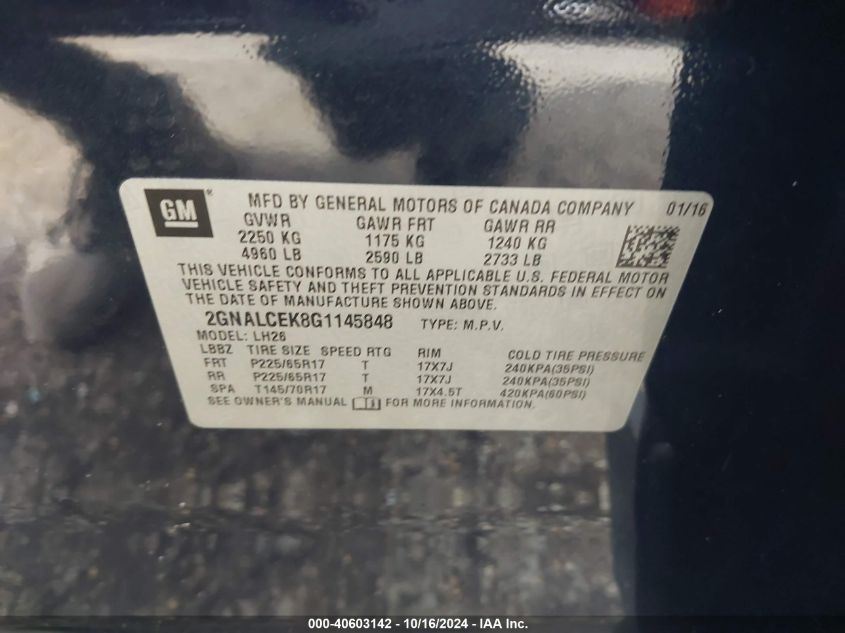 GM ® MFD BY GENERAL MOTORS OF CANADA COMPANY 01/16
GVWR GAWR FRT GAWR RR
2250 KG 1175 KG 1240 KG
4960 LB 2590 LB 2733 LB
THIS VEHICLE CONFORMS TO ALL APPLICABLE U.S. FEDERAL MOTOR
VEHICLE SAFETY AND THEFT PREVENTION STANDARDS IN EFFECT ON
THE DATE OF MANUFACTURE SHOWN ABOVE.
2GNALCEK8G1145848 TYPE: M.P.V.
MODEL: LH26
LBBZ TIRE SIZE SPEED RTG RIM COLD TIRE PRESSURE
FRT P225/65R17 T 17X7J 240KPA(35PSI)
RR P225/65R17 T 17X7J 240KPA(35PSI)
SPA T145/70R17 M 17X4.5T 420KPA(60PSI)
SEE OWNER'S MANUAL FOR MORE INFORMATION.
000-40603142 - 10/16/2024 - IAA Inc.